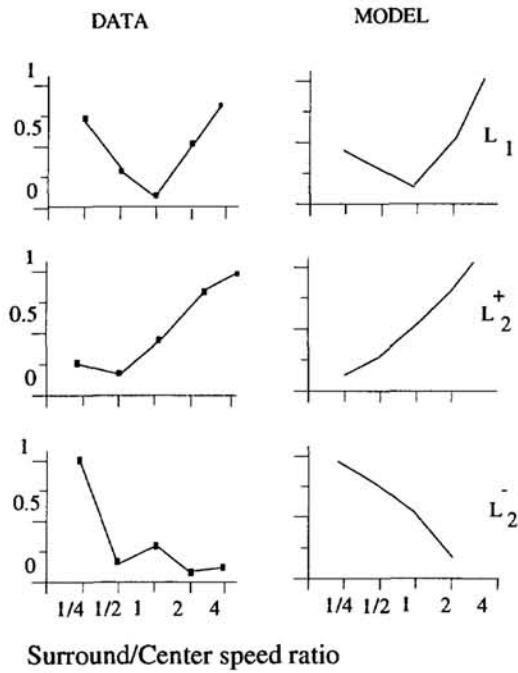 DATA MODEL
1
0.5
0
L1
1
0.5
0
L2+
1
0.5
0
L2-
1/4 1/2 1 2 4 1/4 1/2 1 2 4
Surround/Center speed ratio